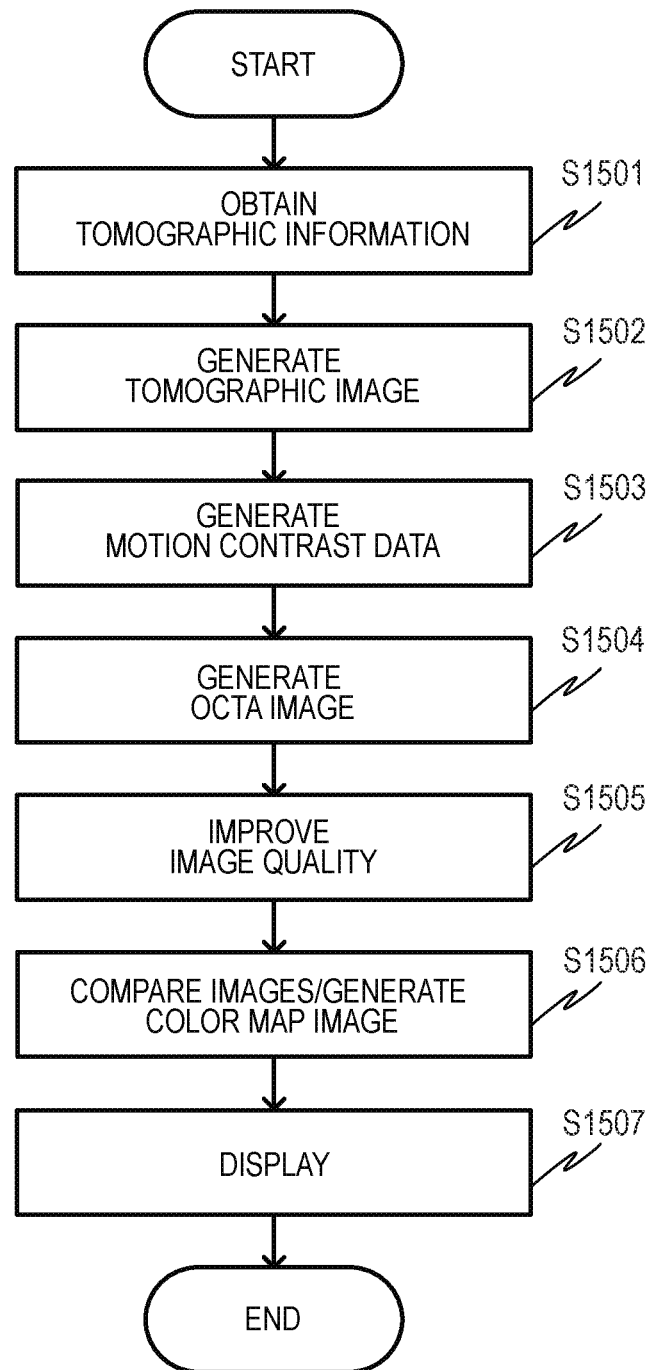 START
S1501
OBTAIN
TOMOGRAPHIC INFORMATION
S1502
GENERATE
TOMOGRAPHIC IMAGE
S1503
GENERATE
MOTION CONTRAST DATA
S1504
GENERATE
OCTA IMAGE
S1505
IMPROVE
IMAGE QUALITY
S1506
COMPARE IMAGES/GENERATE
COLOR MAP IMAGE
S1507
DISPLAY
END